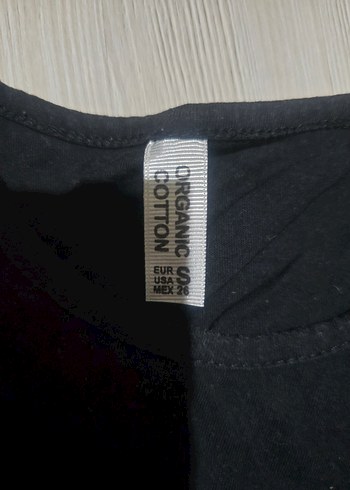 ORGANIC
COTTON
EUR S
USA
MEX 26